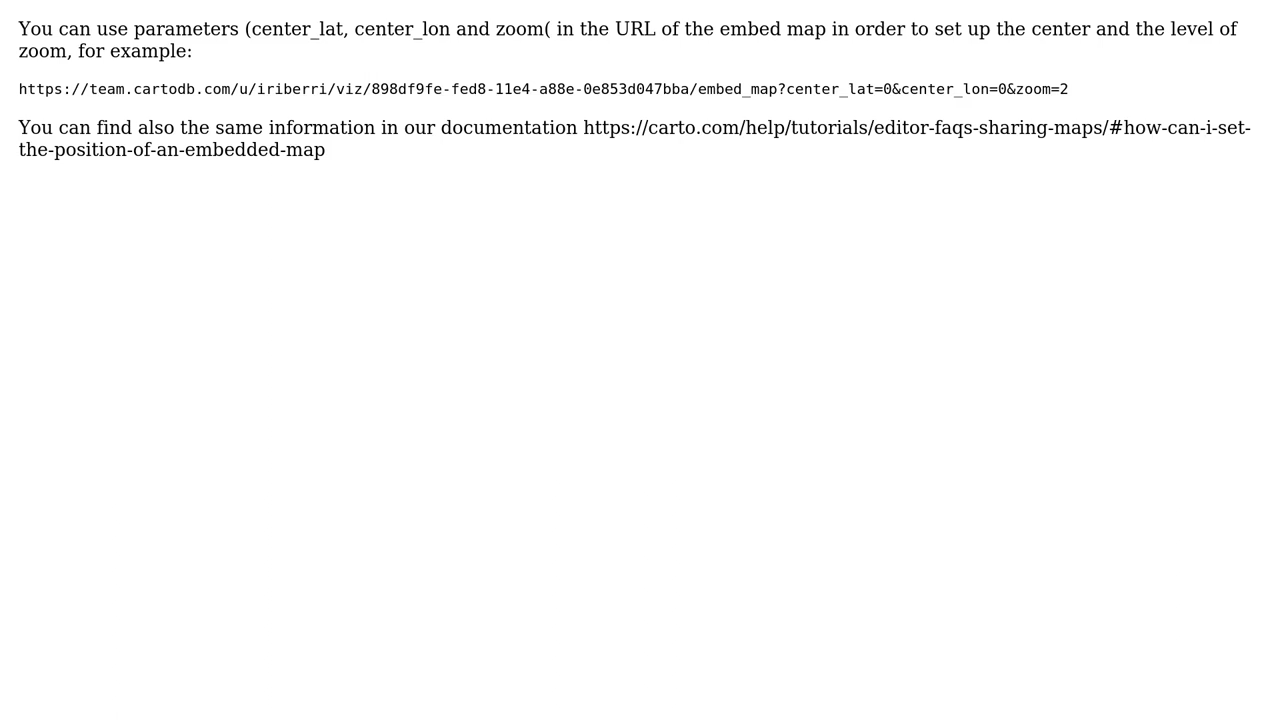 You can use parameters (center_lat, center_lon and zoom( in the URL of the embed map in order to set up the center and the level of
zoom, for example:
https://team.cartodb.com/u/iriberri/viz/898df9fe-fed8-11e4-a88e-0e853d047bba/embed_map?center_lat=0&center_lon=0&zoom=2
You can find also the same information in our documentation https://carto.com/help/tutorials/editor-faqs-sharing-maps/#how-can-i-set-
the-position-of-an-embedded-map